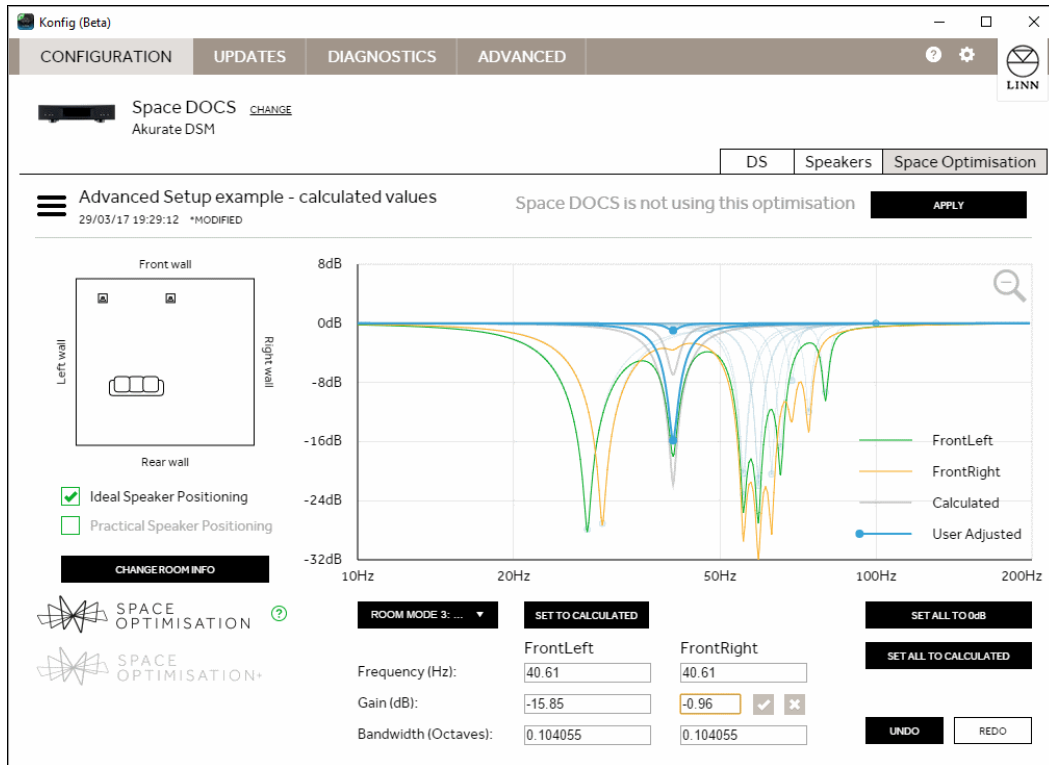 Konfig (Beta)
CONFIGURATION UPDATES DIAGNOSTICS ADVANCED ?
LINN
Space DOCS CHANGE
Akurate DSM
DS Speakers Space Optimisation
Advanced Setup example - calculated values
29/03/17 19:29:12 *MODIFIED
Space DOCS is not using this optimisation APPLY
Front wall
Left wall
Right wall
Rear wall
Ideal Speaker Positioning
Practical Speaker Positioning
CHANGE ROOM INFO
SPACE
OPTIMISATION ?
SPACE
OPTIMISATION+
8dB
0dB
-8dB
-16dB
-24dB
-32dB
10Hz 20Hz 50Hz 100Hz 200Hz
FrontLeft
FrontRight
Calculated
User Adjusted
ROOM MODE 3: ... SET TO CALCULATED SET ALL TO 0dB
SET ALL TO CALCULATED
FrontLeft FrontRight
Frequency (Hz): 40.61 40.61
Gain (dB): -15.85 -0.96
Bandwidth (Octaves): 0.104055 0.104055
UNDO REDO